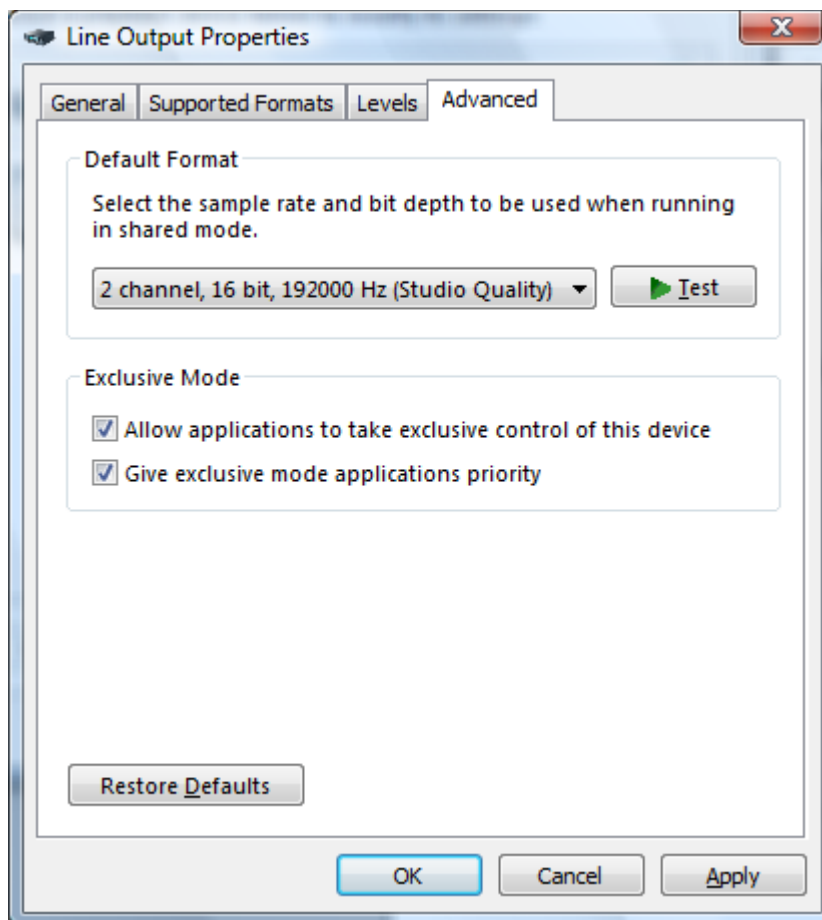 Line Output Properties
General
Supported Formats
Levels
Advanced
Default Format
Select the sample rate and bit depth to be used when running
in shared mode.
2 channel, 16 bit, 192000 Hz (Studio Quality)
Test
Exclusive Mode
Allow applications to take exclusive control of this device
Give exclusive mode applications priority
Restore Defaults
OK
Cancel
Apply